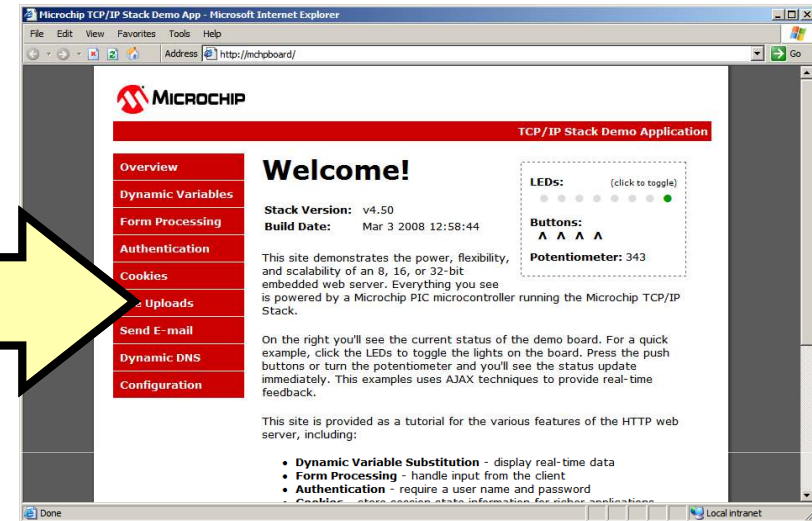 Microchip TCP/IP Stack Demo App - Microsoft Internet Explorer
File Edit View Favorites Tools Help
Address http://mchpboard/ Go
MICROCHIP
TCP/IP Stack Demo Application
Overview
Dynamic Variables
Form Processing
Authentication
Cookies
Uploads
Send E-mail
Dynamic DNS
Configuration
Welcome!
Stack Version: v4.50
Build Date: Mar 3 2008 12:58:44
LEDs: (click to toggle)
Buttons:
Λ Λ Λ Λ
Potentiometer: 343
This site demonstrates the power, flexibility,
and scalability of an 8, 16, or 32-bit
embedded web server. Everything you see
is powered by a Microchip PIC microcontroller running the Microchip TCP/IP
Stack.
On the right you'll see the current status of the demo board. For a quick
example, click the LEDs to toggle the lights on the board. Press the push
buttons or turn the potentiometer and you'll see the status update
immediately. This examples uses AJAX techniques to provide real-time
feedback.
This site is provided as a tutorial for the various features of the HTTP web
server, including:
• Dynamic Variable Substitution - display real-time data
• Form Processing - handle input from the client
• Authentication - require a user name and password
• Cookies - store session state information for richer applications
Done
Local intranet